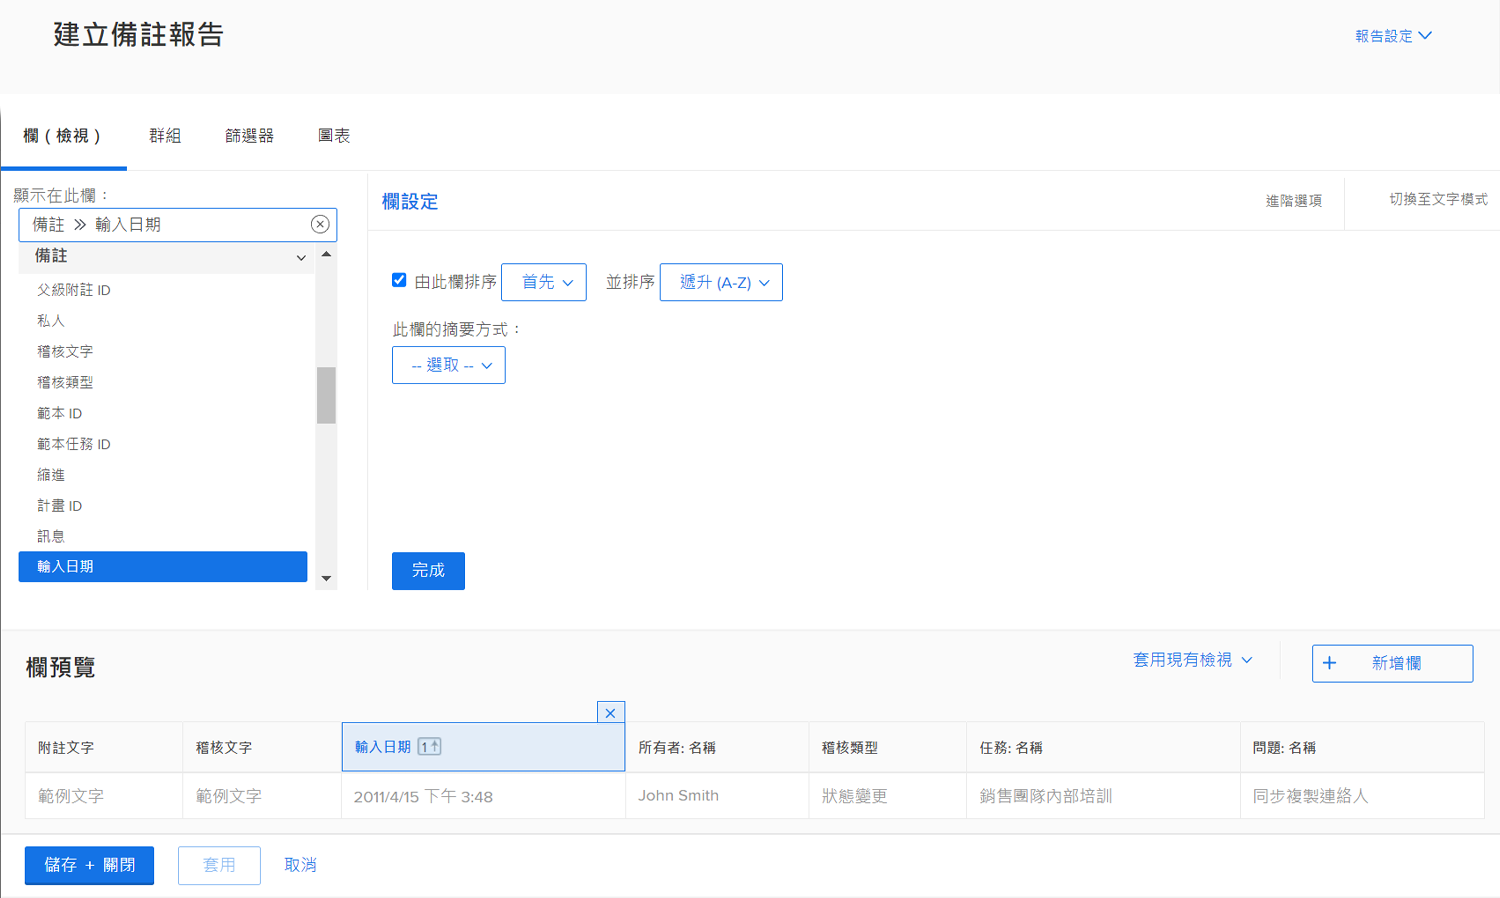 建立備註報告
報告設定
欄 ( 檢視 ) 群組 篩選器 圖表
顯示在此欄：
備註 輸入日期
備註
父級附註 ID
私人
稽核文字
稽核類型
範本 ID
範本任務 ID
縮進
計畫 ID
訊息
輸入日期
欄設定
進階選項
切換至文字模式
由此欄排序 首先 並排序 遞升 (A-Z)
此欄的摘要方式：
-- 選取 --
完成
欄預覽
套用現有檢視
新增欄
附註文字 稽核文字 輸入日期 1 所有者: 名稱 稽核類型 任務: 名稱 問題: 名稱
範例文字 範例文字 2011/4/15 下午 3:48 John Smith 狀態變更 銷售團隊內部培訓 同步複製連絡人
儲存 + 關閉 套用 取消